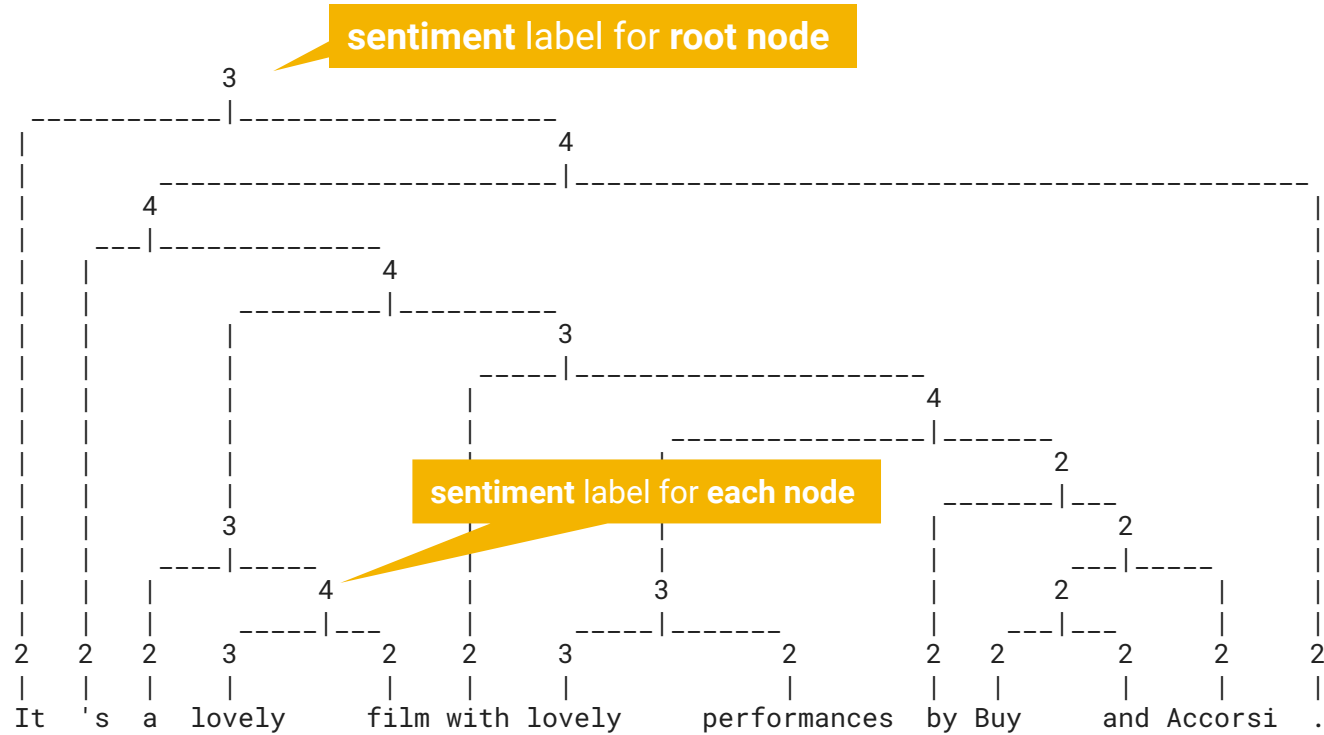 sentiment label for root node
3
4
4
4
3
4
2
sentiment label for each node
3 2
4 3 2
2 2 2 3 2 2 3 2 2 2 2 2 2
It 's a lovely film with lovely performances by Buy and Accorsi .